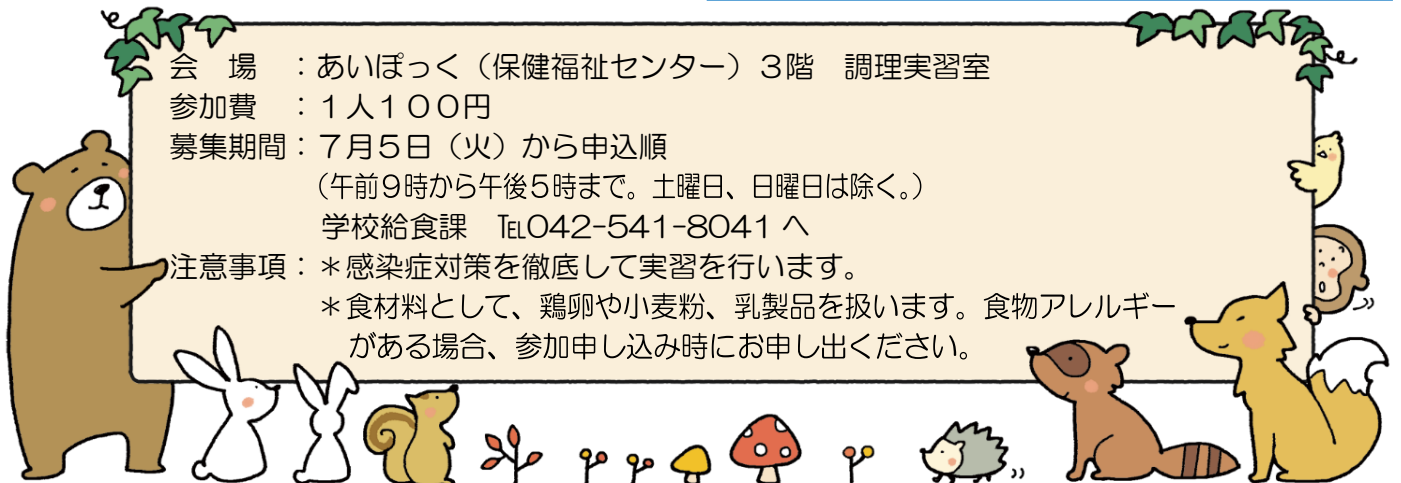 会　場　：あいぽっく（保健福祉センター）３階　調理実習室
参加費　：１人１００円
募集期間：７月５日（火）から申込順
（午前９時から午後５時まで。土曜日、日曜日は除く。）
学校給食課　℡042-541-8041 へ
注意事項：＊感染症対策を徹底して実習を行います。
＊食材料として、鶏卵や小麦粉、乳製品を扱います。食物アレルギー
がある場合、参加申し込み時にお申し出ください。